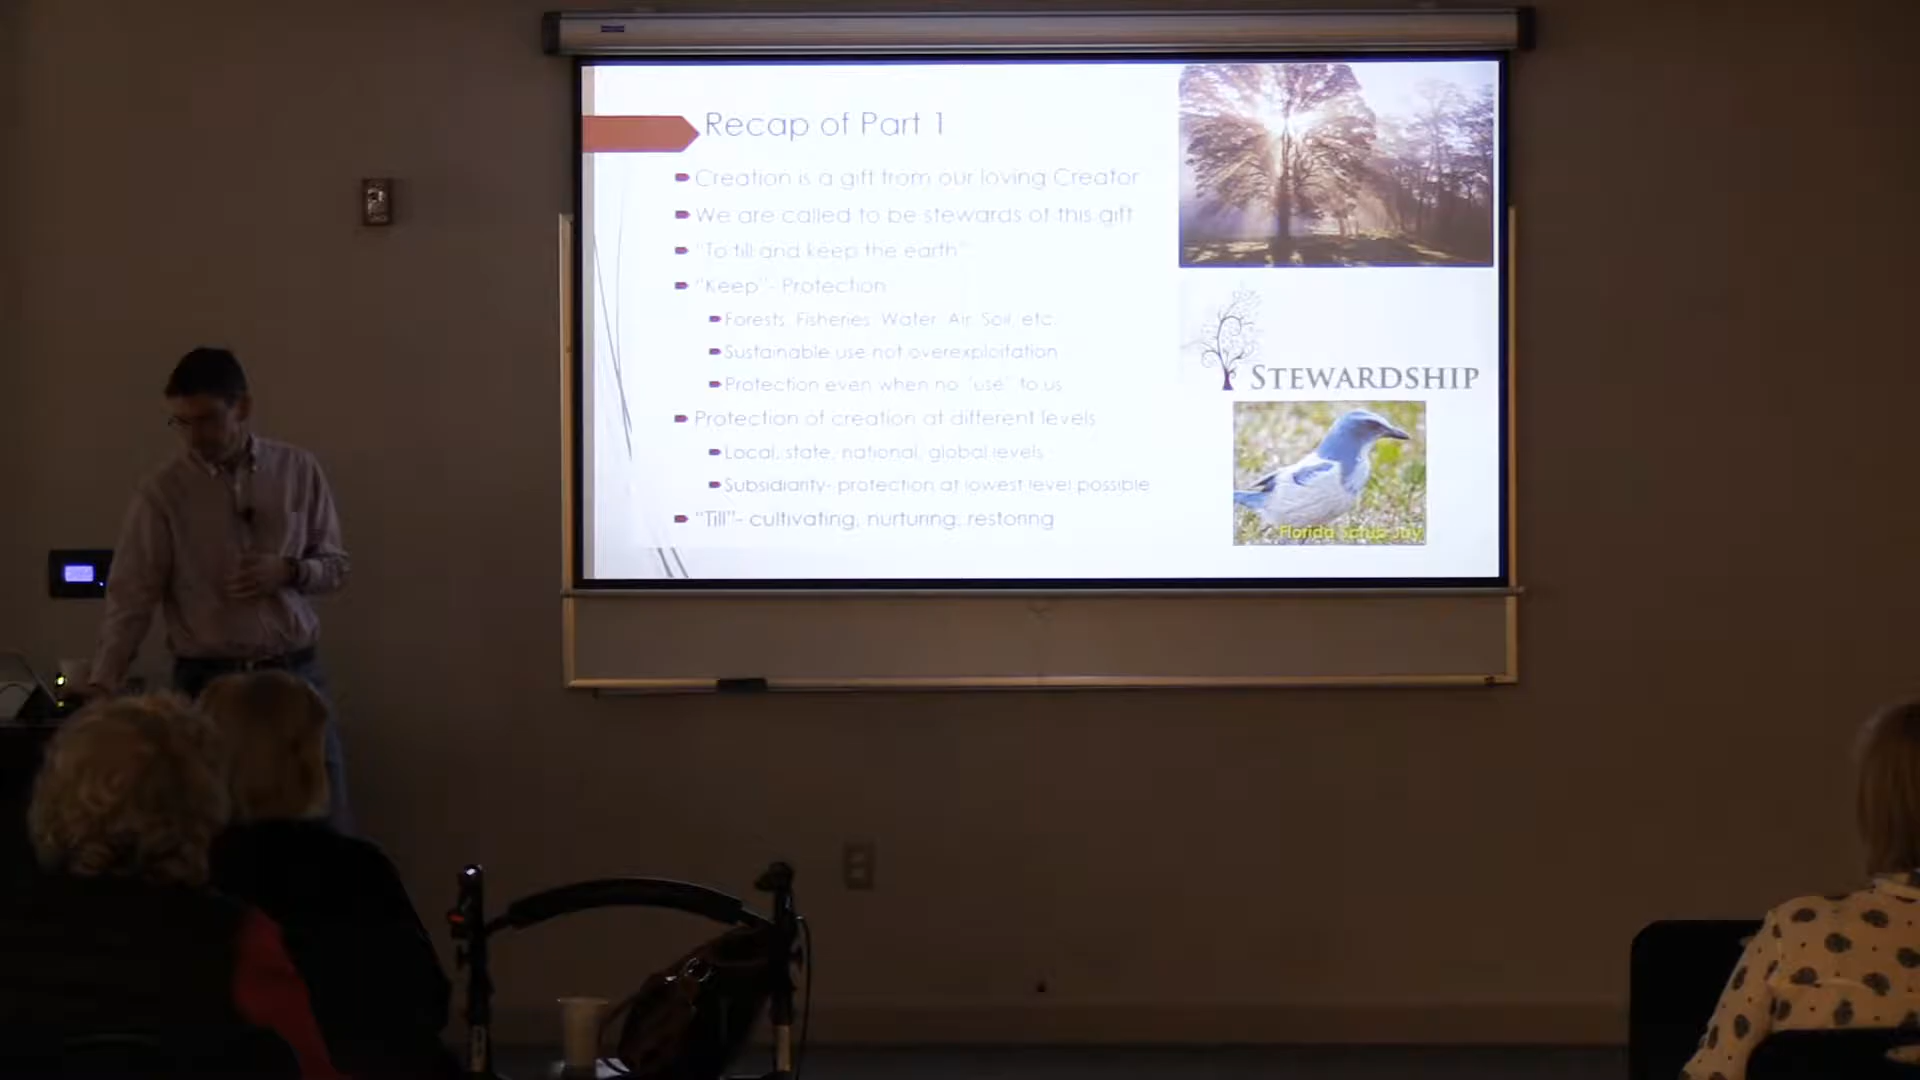 Recap of Part 1
Creation is a gift from our loving Creator
We are called to be stewards of this gift
"To till and keep the earth"
"Keep"- Protection
Forests, Fisheries, Water, Air, Soil, etc.
Sustainable use not overexploitation
Protection even when no "use" to us
Protection of creation at different levels
Local, state, national, global levels
Subsidiarity- protection at lowest level possible
"Till"- cultivating, nurturing, restoring
STEWARDSHIP
Florida Scrub Jay